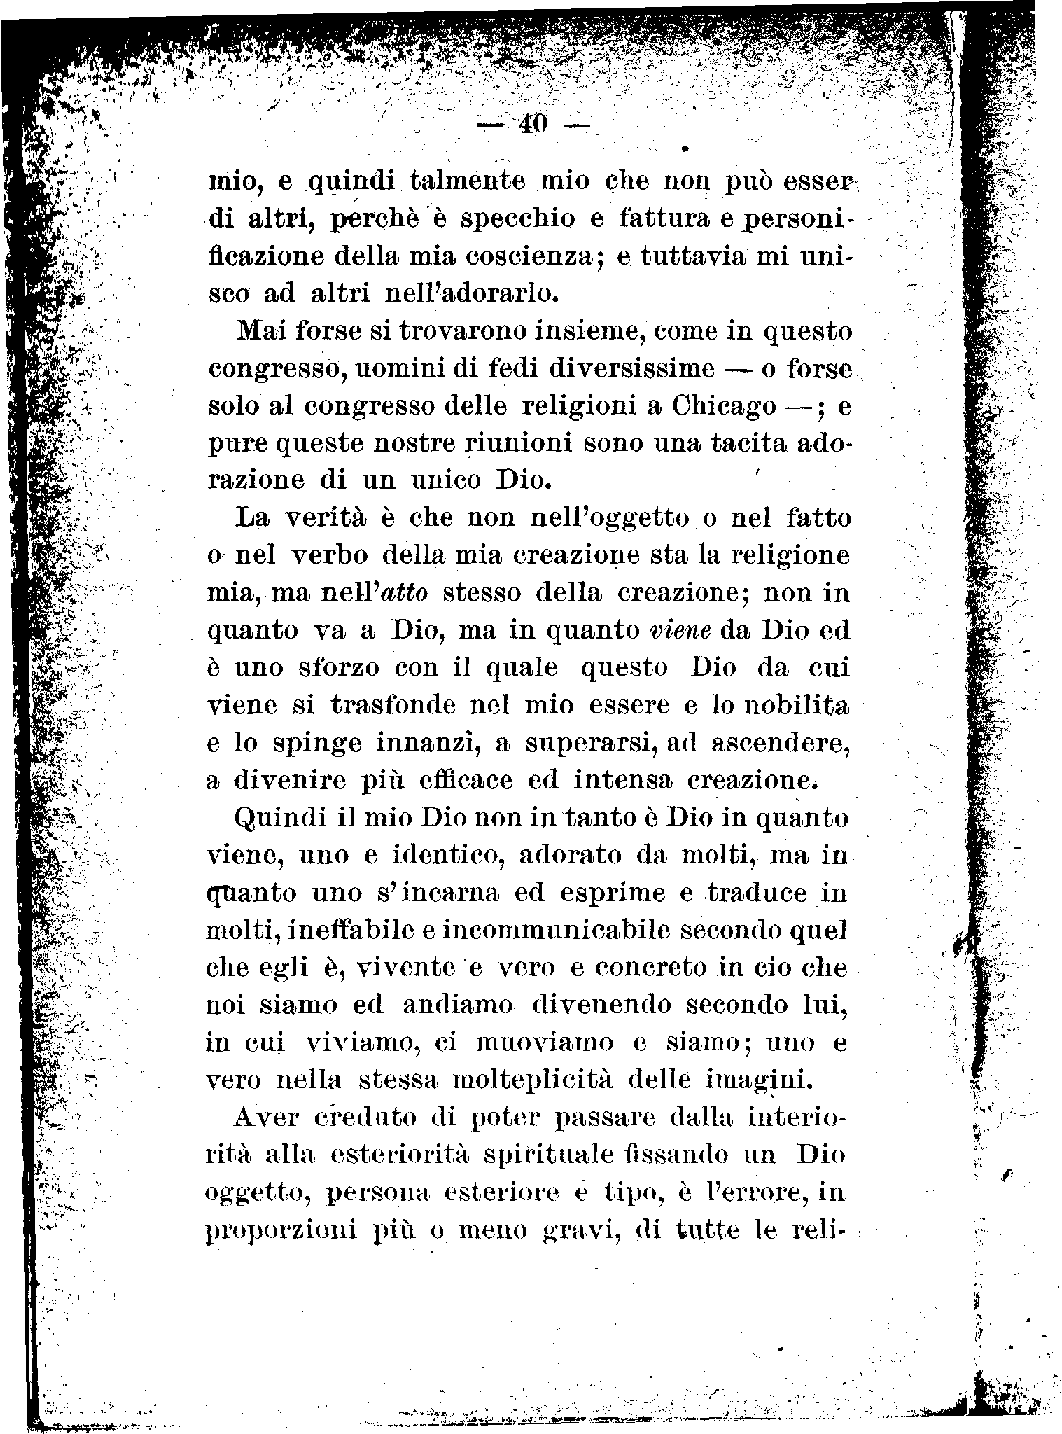 — 40 —
mio, e quindi talmente mio che non può esser
di altri, perchè è specchio e fattura e personi-
ficazione della mia coscienza; e tuttavia mi uni-
sco ad altri nell'adorarlo.
Mai forse si trovarono insieme, come in questo
congresso, uomini di fedi diversissime — o forse
solo al congresso delle religioni a Chicago —; e
pure queste nostre riunioni sono una tacita ado-
razione di un unico Dio.
La verità è che non nell'oggetto o nel fatto
o nel verbo della mia creazione sta la religione
mia, ma nell'atto stesso della creazione; non in
quanto va a Dio, ma in quanto viene da Dio ed
è uno sforzo con il quale questo Dio da cui
viene si trasfonde nel mio essere e lo nobilita
e lo spinge innanzi, a superarsi, ad ascendere,
a divenire più efficace ed intensa creazione.
Quindi il mio Dio non in tanto è Dio in quanto
viene, uno e identico, adorato da molti, ma in
quanto uno s'incarna ed esprime e traduce in
molti, ineffabile e incommunicabile secondo quel
che egli è, vivente e vero e concreto in cio che
noi siamo ed andiamo divenendo secondo lui,
in cui viviamo, ci muoviamo e siamo; uno e
vero nella stessa molteplicità delle imagini.
Aver creduto di poter passare dalla interio-
rità alla esteriorità spirituale fissando un Dio
oggetto, persona esteriore e tipo, è l'errore, in
proporzioni più o meno gravi, di tutte le reli-